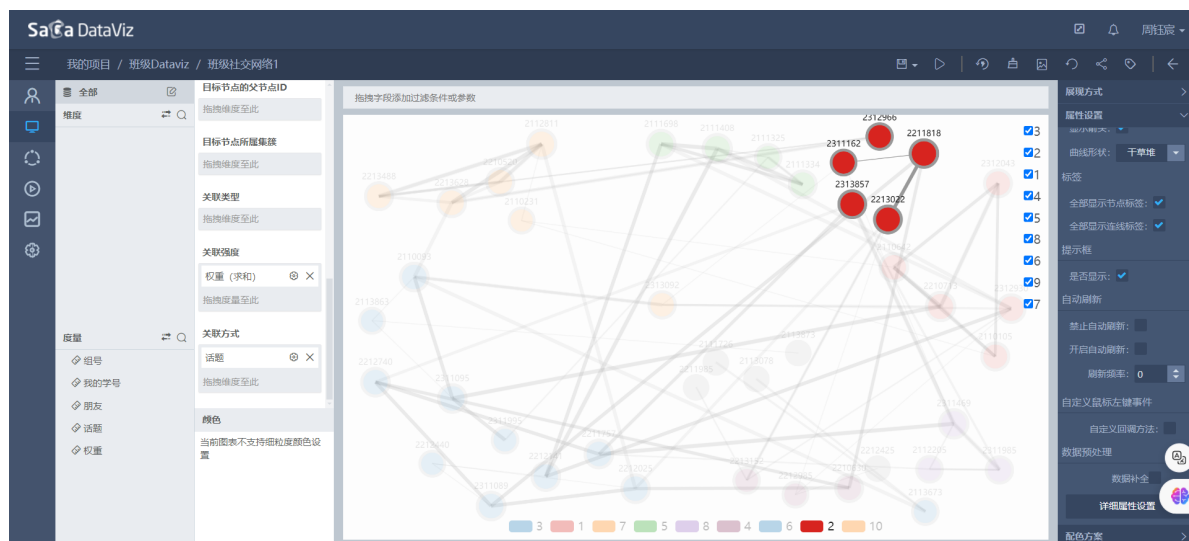 SaCa DataViz
周钰宸
我的项目 / 班级Dataviz / 班级社交网络1
全部
维度
度量
组号
我的学号
朋友
话题
权重
目标节点的父节点ID
拖拽维度至此
目标节点所属集簇
拖拽维度至此
关联类型
拖拽维度至此
关联强度
权重（求和）
拖拽度量至此
关联方式
话题
拖拽维度至此
颜色
当前图表不支持细粒度颜色设置
拖拽字段添加过滤条件或参数
2312966
2311162
2211818
2313857
2213022
2112811
2111698
2111408
2111325
2111334
2312043
2213488
2213628
2110231
2313092
2113863
2212740
2311095
2113673
2111985
2112285
2212425
2311089
2212025
3
2
1
4
5
8
6
9
7
3 1 7 5 8 4 6 2 10
展现方式
属性设置
显示箭头：
曲线形状： 干草堆
标签
全部显示节点标签：
全部显示连线标签：
提示框
是否显示：
自动刷新
禁止自动刷新：
开启自动刷新：
刷新频率： 0
自定义鼠标左键事件
自定义回调方法：
数据预处理
数据补全
详细属性设置
配色方案